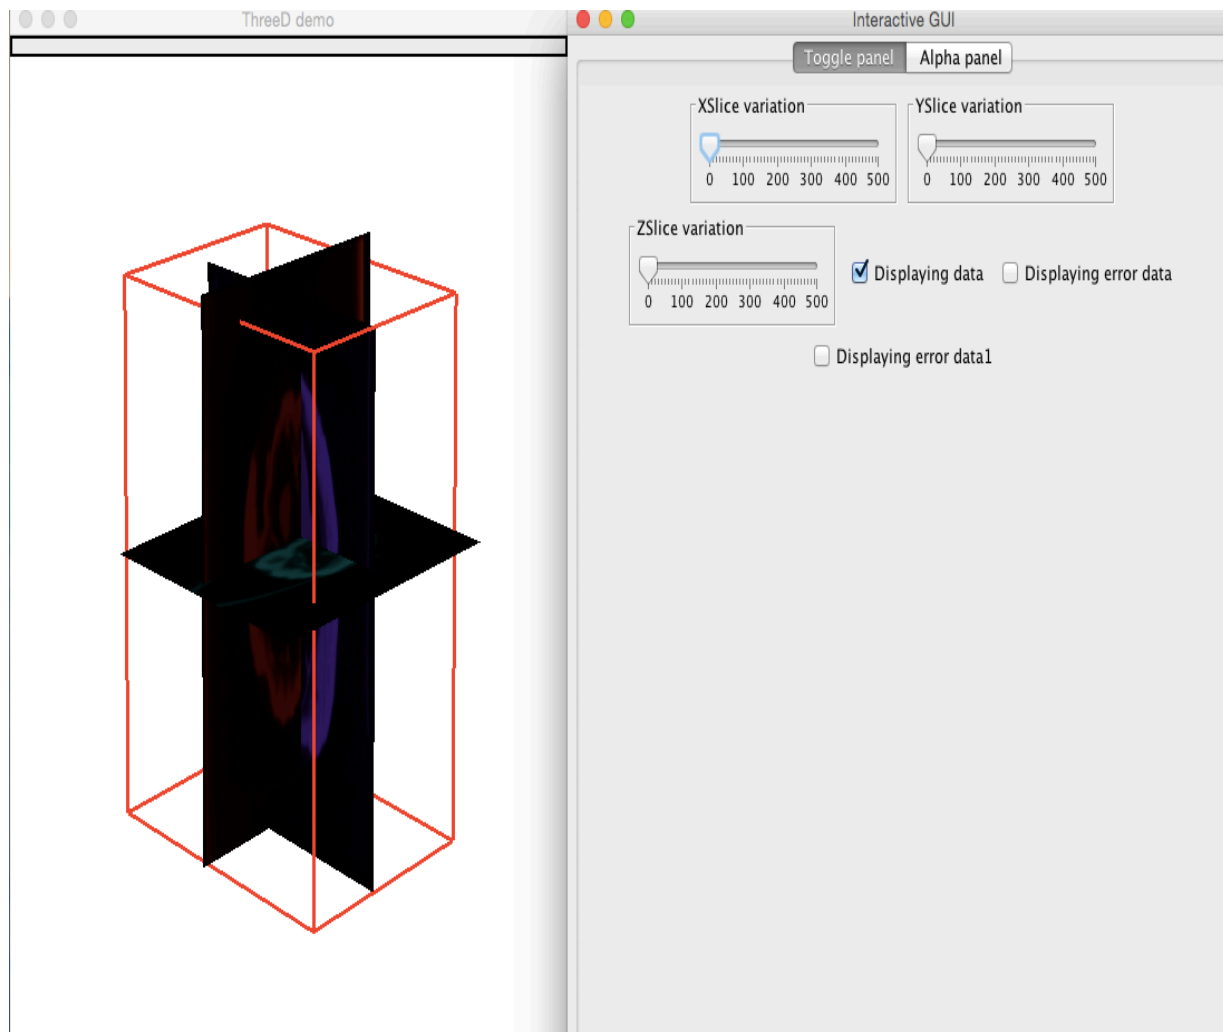 ThreeD demo
Interactive GUI
Toggle panel Alpha panel
XSlice variation
0 100 200 300 400 500
YSlice variation
0 100 200 300 400 500
ZSlice variation
0 100 200 300 400 500
Displaying data
Displaying error data
Displaying error data1